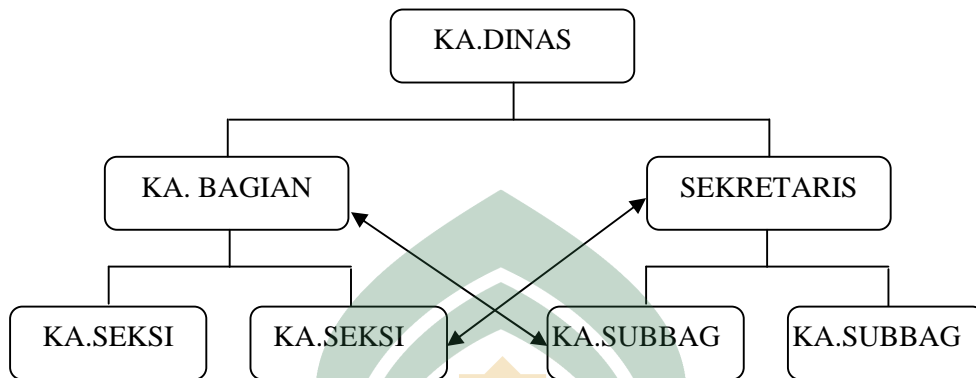 KA.DINAS
KA. BAGIAN
SEKRETARIS
KA.SEKSI
KA.SEKSI
KA.SUBBAG
KA.SUBBAG